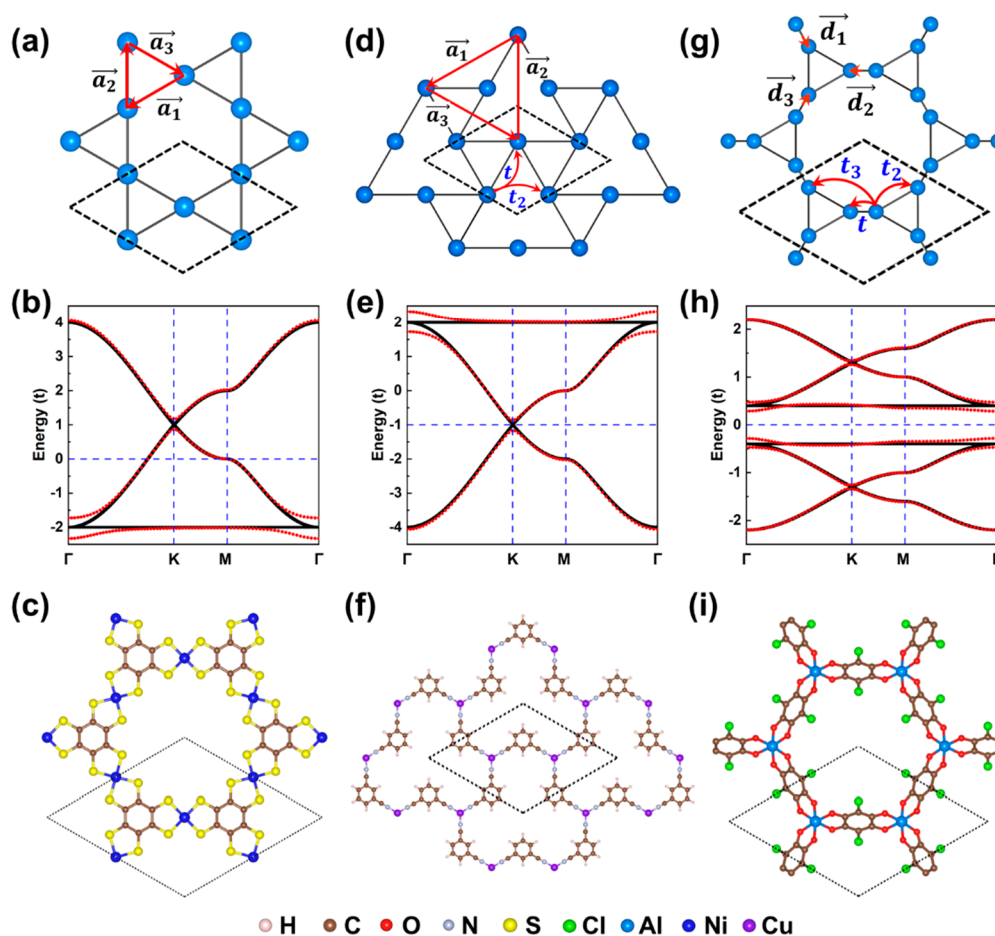 (a) (d) (g)
a₃ a₂ a₁
a₁ a₂ a₃ t t₂
d₁ d₃ d₂ t₃ t₂ t
(b) (e) (h)
Energy (t) 4 3 2 1 0 -1 -2 Γ K M Γ
Energy (t) 2 1 0 -1 -2 -3 -4 Γ K M Γ
Energy (t) 2 1 0 -1 -2 Γ K M
(c) (f) (i)
H C O N S Cl Al Ni Cu